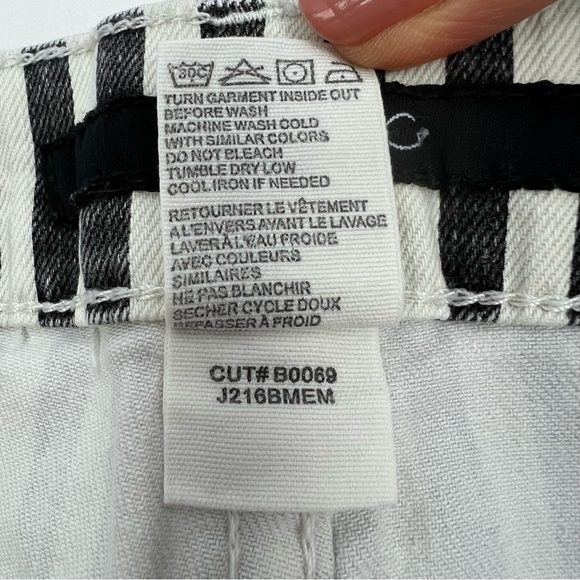 30C
TURN GARMENT INSIDE OUT
BEFORE WASH
MACHINE WASH COLD
WITH SIMILAR COLORS
DO NOT BLEACH
TUMBLE DRY LOW
COOL IRON IF NEEDED
RETOURNER LE VÊTEMENT
A L'ENVERS AVANT LE LAVAGE
LAVER À L'EAU FROIDE
AVEC COULEURS
SIMILAIRES
NE PAS BLANCHIR
SECHER CYCLE DOUX
REPASSER À FROID
CUT# B0069
J216BMEM